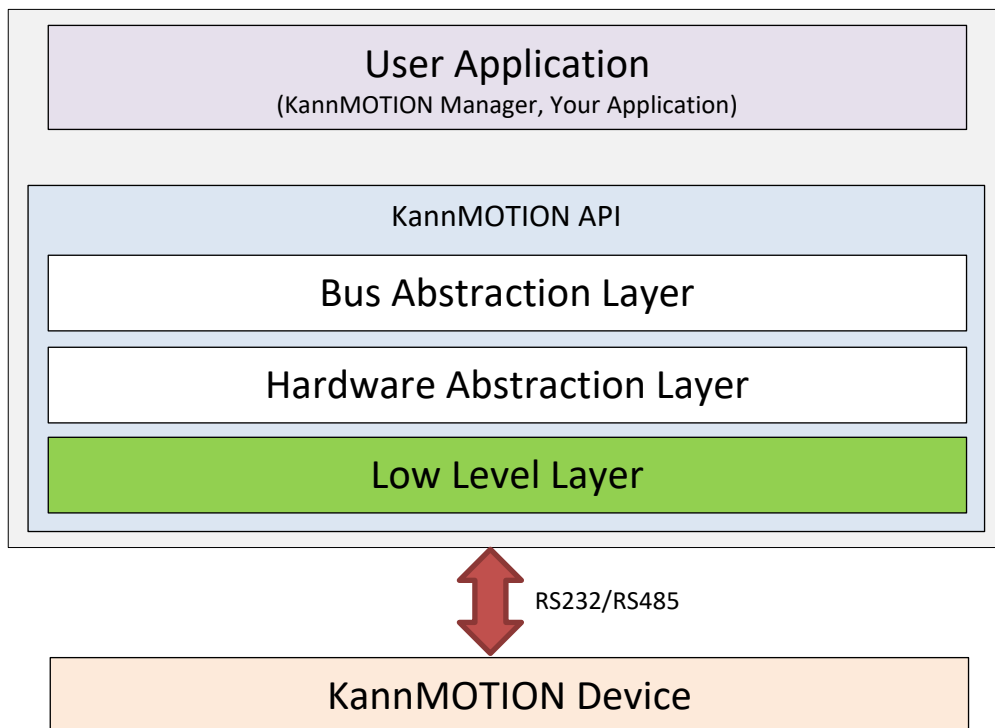 User Application
(KannMOTION Manager, Your Application)
KannMOTION API
Bus Abstraction Layer
Hardware Abstraction Layer
Low Level Layer
RS232/RS485
KannMOTION Device